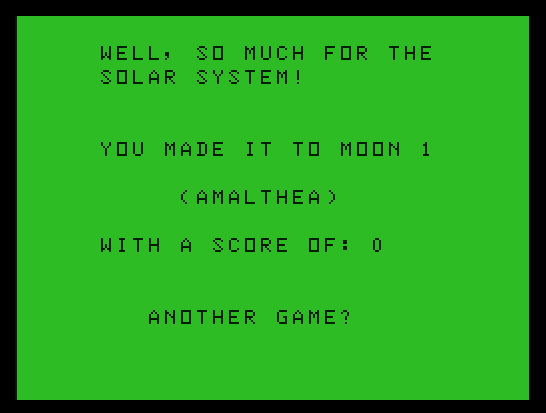 WELL, SO MUCH FOR THE
SOLAR SYSTEM!
YOU MADE IT TO MOON 1
(AMALTHEA)
WITH A SCORE OF: 0
ANOTHER GAME?